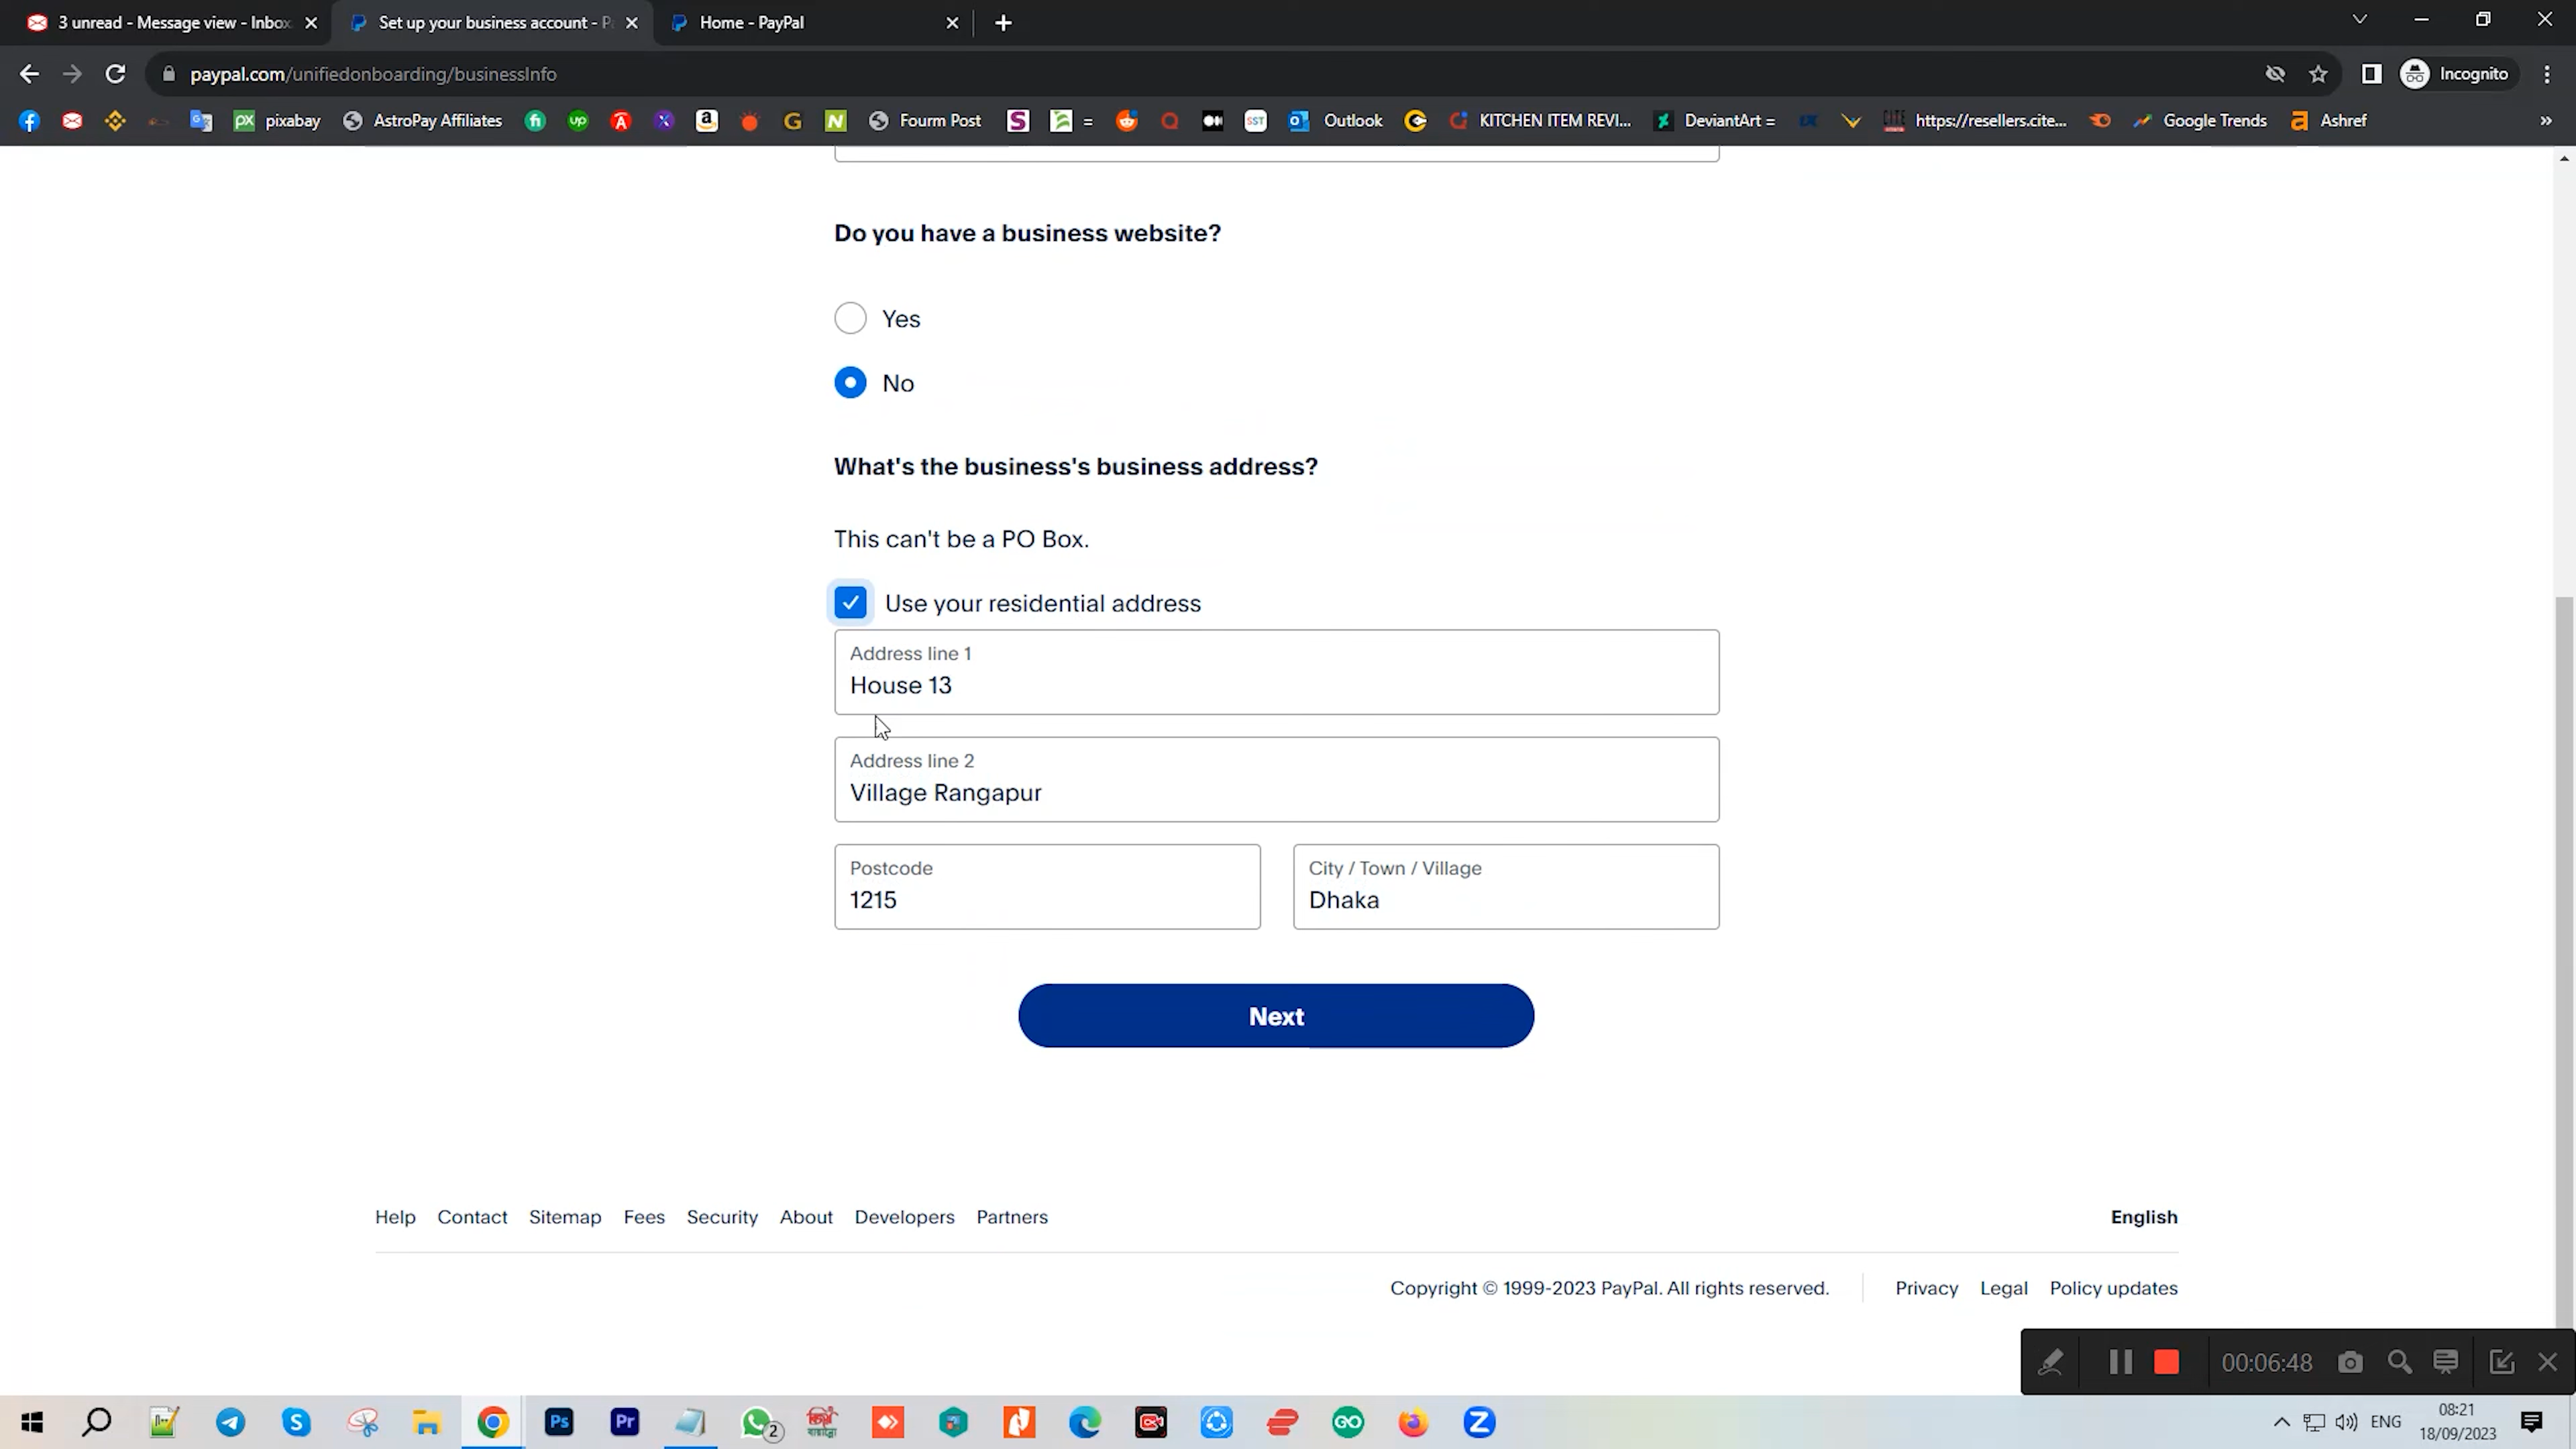 3 unread - Message view - Inbox
Set up your business account - P
Home - PayPal
paypal.com/unifiedonboarding/businessInfo
Incognito
pixabay
AstroPay Affiliates
Fourm Post
=
SST
Outlook
KITCHEN ITEM REVI...
DeviantArt =
https://resellers.cite...
Google Trends
Ashref
Do you have a business website?
Yes
No
What's the business's business address?
This can't be a PO Box.
Use your residential address
Address line 1
House 13
Address line 2
Village Rangapur
Postcode
1215
City / Town / Village
Dhaka
Next
Help Contact Sitemap Fees Security About Developers Partners
English
Copyright © 1999-2023 PayPal. All rights reserved.
Privacy Legal Policy updates
00:06:48
Ps
Pr
2
GO
Z
ENG
08:21
18/09/2023